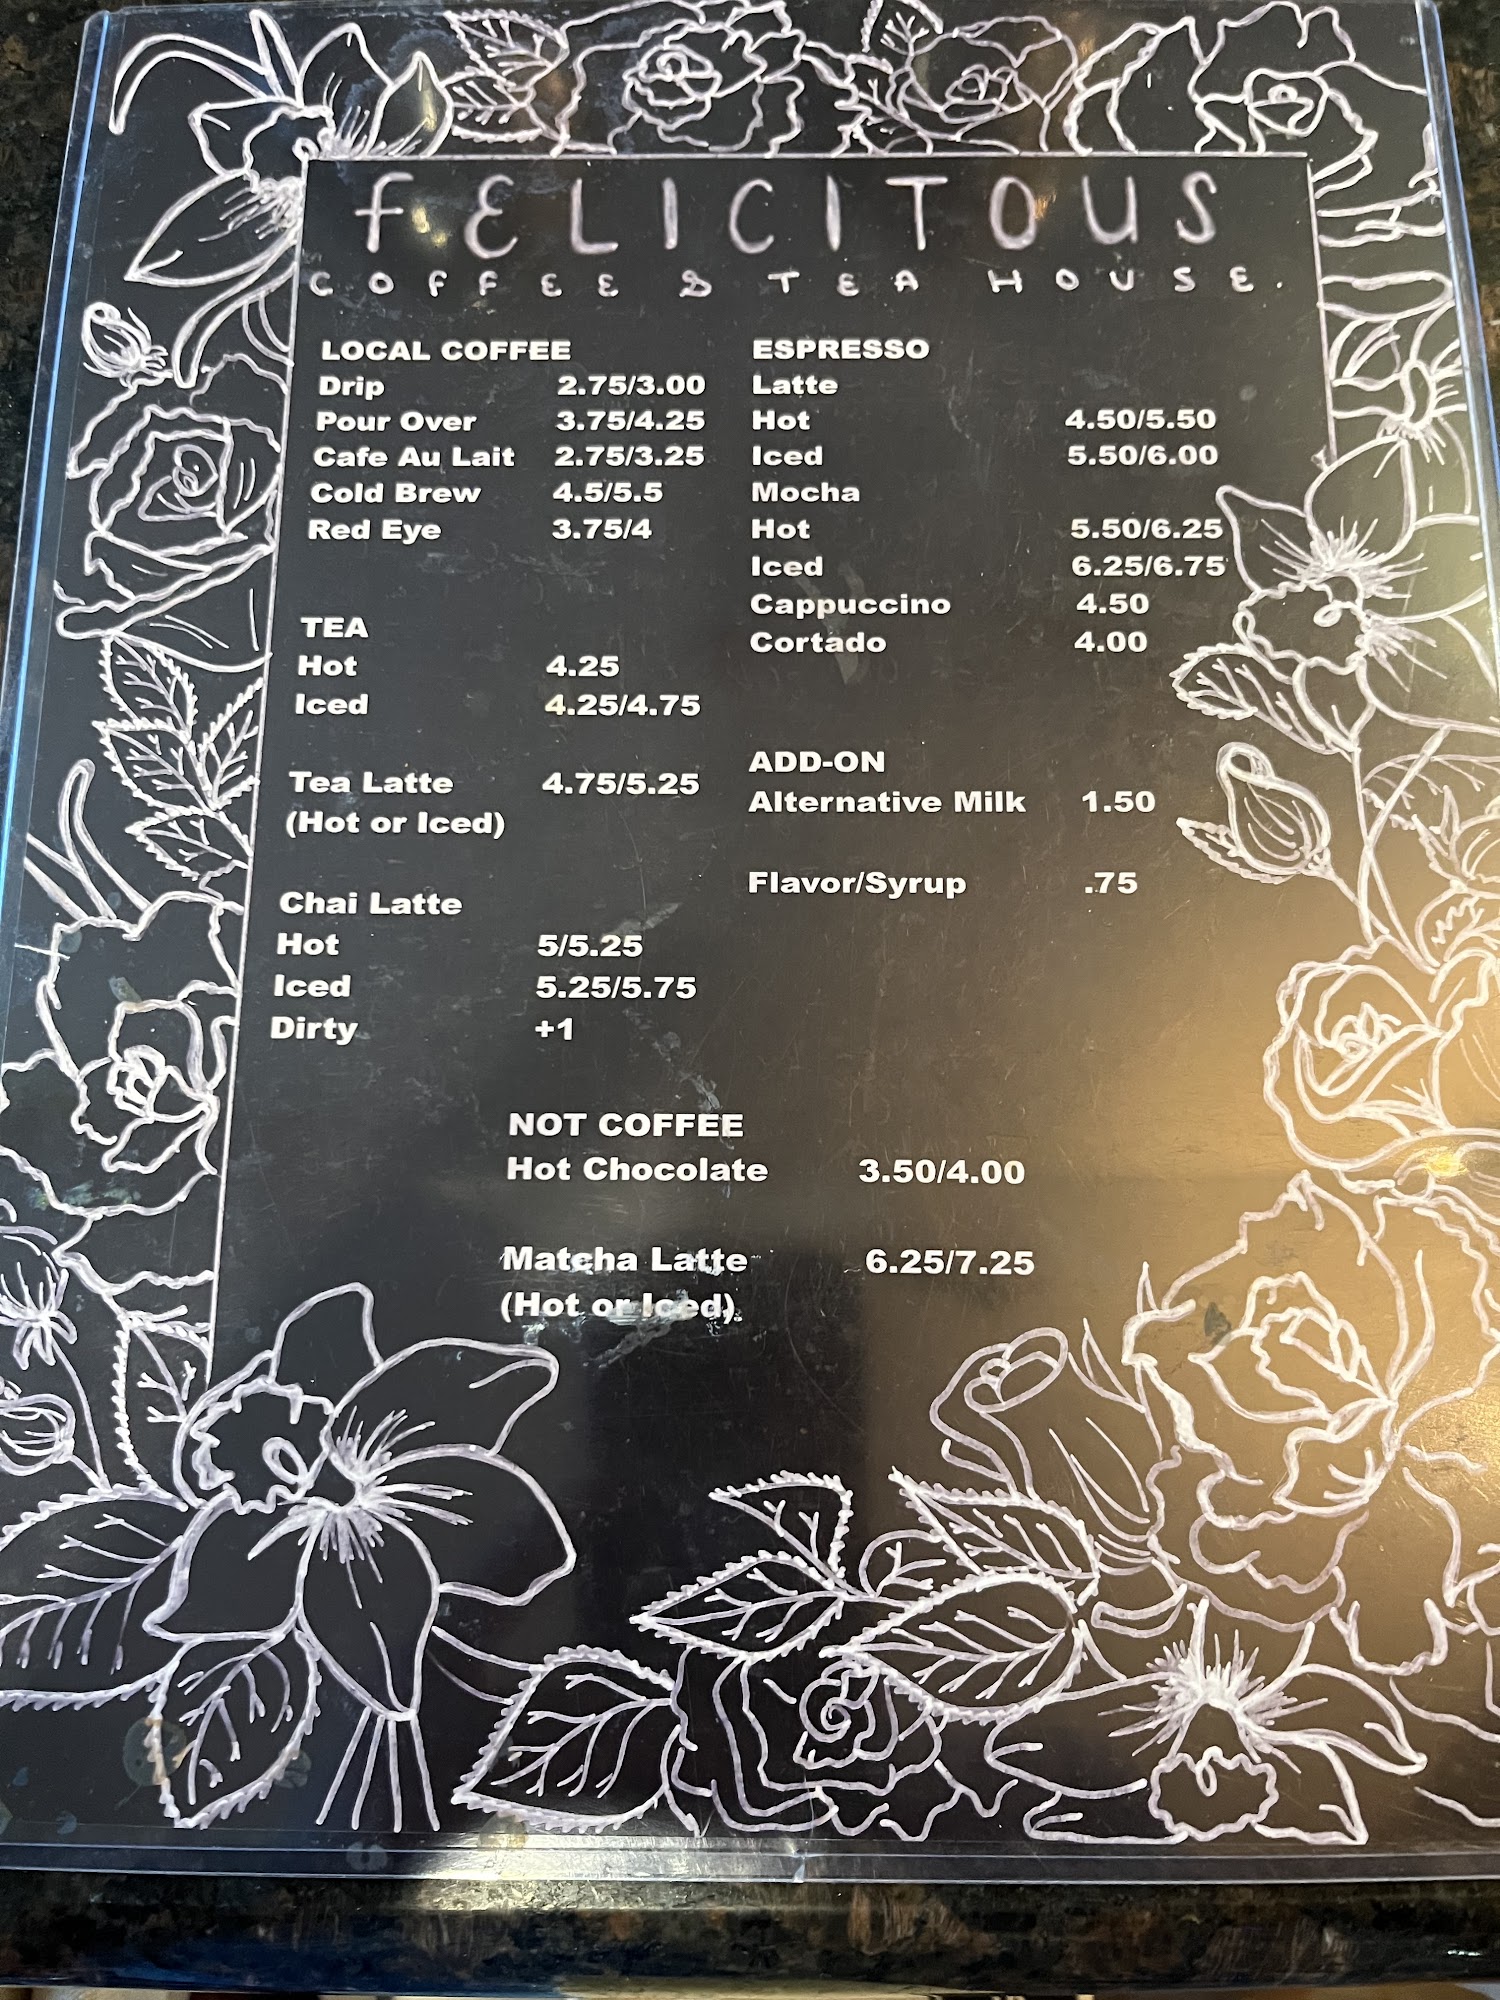 FELICITOUS
COFFEE & TEA HOUSE.
LOCAL COFFEE
Drip 2.75/3.00
Pour Over 3.75/4.25
Cafe Au Lait 2.75/3.25
Cold Brew 4.5/5.5
Red Eye 3.75/4
TEA
Hot 4.25
Iced 4.25/4.75
Tea Latte 4.75/5.25
(Hot or Iced)
Chai Latte
Hot 5/5.25
Iced 5.25/5.75
Dirty +1
ESPRESSO
Latte
Hot 4.50/5.50
Iced 5.50/6.00
Mocha
Hot 5.50/6.25
Iced 6.25/6.75
Cappuccino 4.50
Cortado 4.00
ADD-ON
Alternative Milk 1.50
Flavor/Syrup .75
NOT COFFEE
Hot Chocolate 3.50/4.00
Matcha Latte 6.25/7.25
(Hot or Iced)